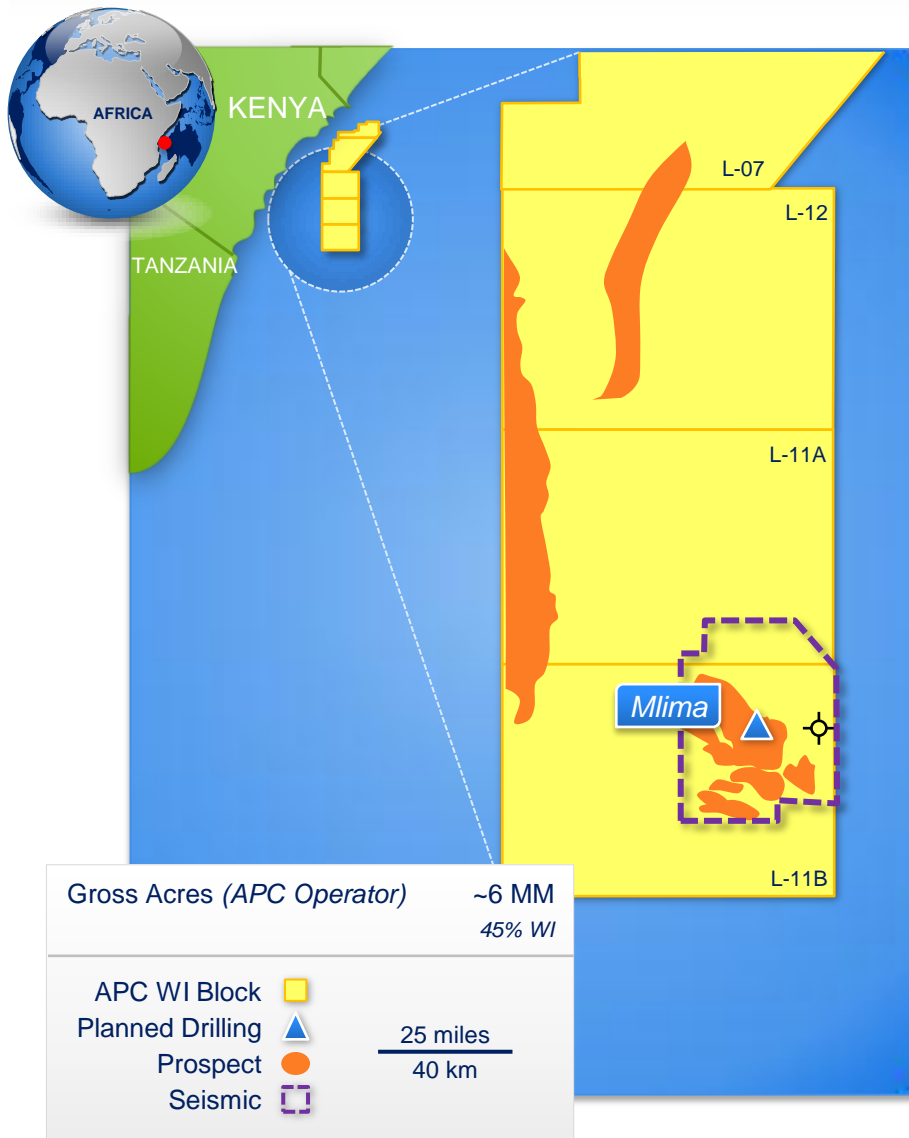 AFRICA
KENYA
TANZANIA
L-07
L-12
L-11A
Mlima
L-11B
Gross Acres (APC Operator) ~6 MM
45% WI
APC WI Block
Planned Drilling
Prospect
Seismic
25 miles
40 km